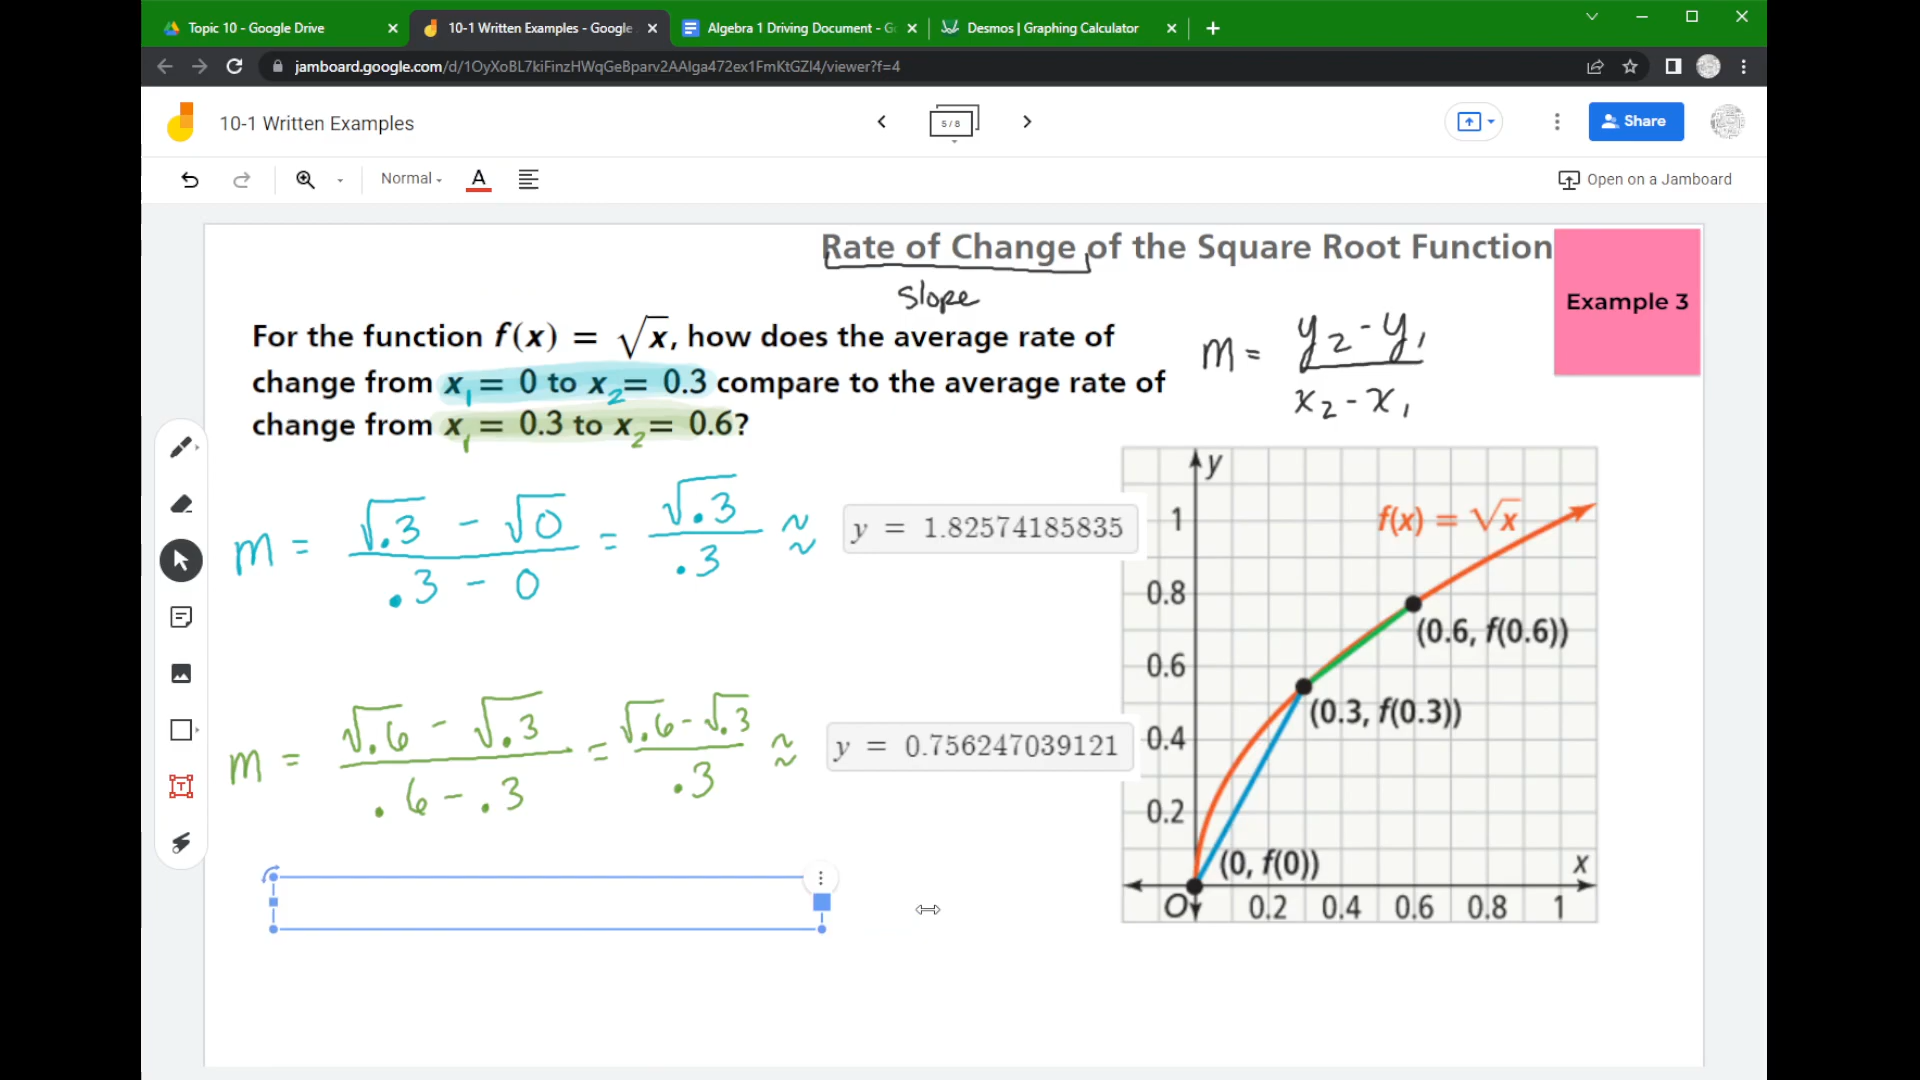 Topic 10 - Google Drive
10-1 Written Examples - Google
Algebra 1 Driving Document - G
Desmos | Graphing Calculator
jamboard.google.com/d/1OyXoBL7kiFinzHWqGeBparv2AAlga472ex1FmKtGZI4/viewer?f=4
10-1 Written Examples
5 / 8
Share
Normal
A
Open on a Jamboard
Rate of Change of the Square Root Function
Slope
Example 3
For the function f(x) = √x, how does the average rate of
change from x₁ = 0 to x₂ = 0.3 compare to the average rate of
change from x₁ = 0.3 to x₂ = 0.6?
m = (y₂ - y₁)/(x₂ - x₁)
m = (√.3 - √0)/(.3 - 0) = √.3/.3 ≈ y = 1.82574185835
m = (√.6 - √.3)/(.6 - .3) = (√.6 - √.3)/.3 ≈ y = 0.756247039121
y
1
f(x) = √x
0.8
(0.6, f(0.6))
0.6
(0.3, f(0.3))
0.4
0.2
(0, f(0))
x
O 0.2 0.4 0.6 0.8 1